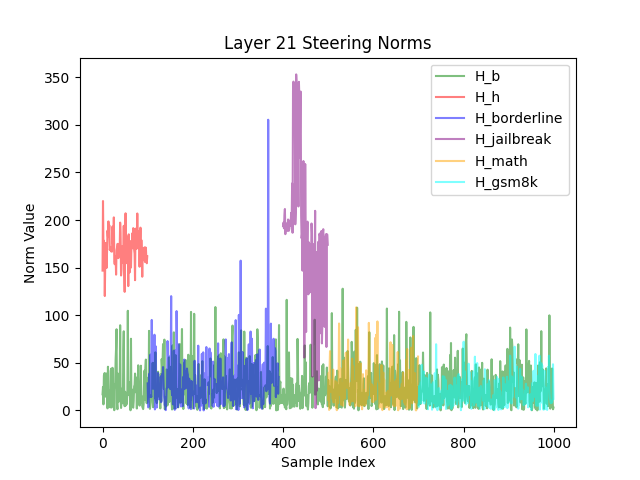 Layer 21 Steering Norms
350
300
250
200
150
100
50
0
Norm Value
0
200
400
600
800
1000
Sample Index
H_b
H_h
H_borderline
H_jailbreak
H_math
H_gsm8k